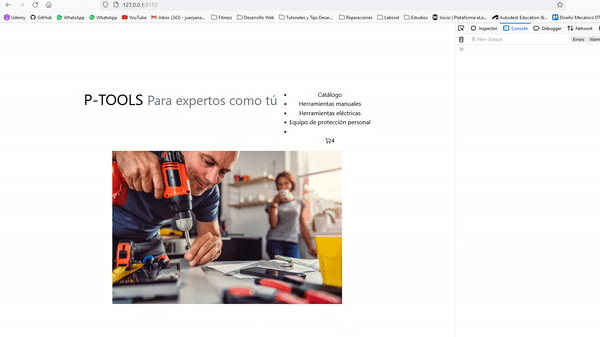 127.0.0.1:5173
Udemy GitHub WhatsApp WhatsApp YouTube Inbox (343) - juanjana... Fitness Desarrollo Web Tutoriales y Tips Desar... Reparaciones Laboral Estudio Inicio | Plataforma eLe... Autodesk Education &... Diseño Mecánico DT
Inspector Console Debugger Network
Filter Output Errors Warn
P-TOOLS Para expertos como tú
Catálogo
Herramientas manuales
Herramientas eléctricas
Equipo de protección personal
4